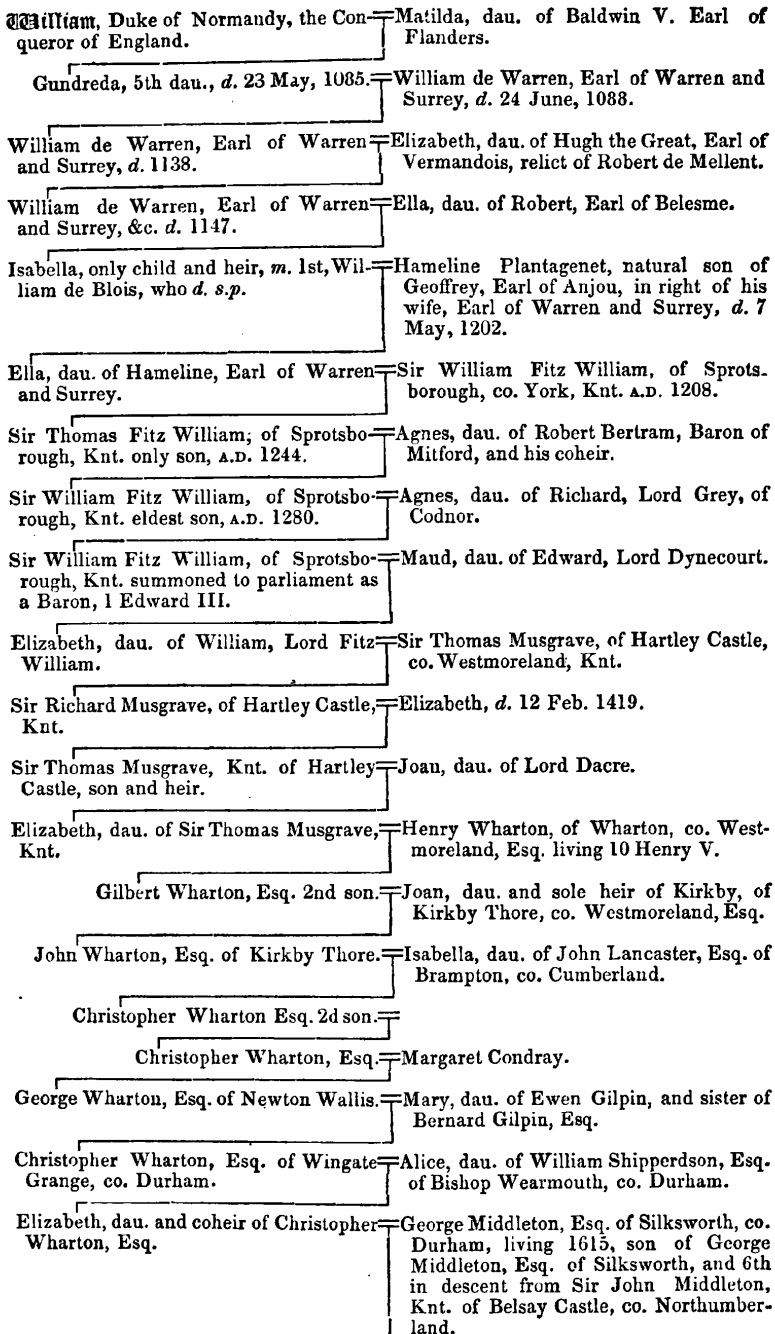 William, Duke of Normandy, the Con-
queror of England.
Matilda, dau. of Baldwin V. Earl of
Flanders.
Gundreda, 5th dau., d. 23 May, 1085.
William de Warren, Earl of Warren and
Surrey, d. 24 June, 1088.
William de Warren, Earl of Warren
and Surrey, d. 1138.
Elizabeth, dau. of Hugh the Great, Earl of
Vermandois, relict of Robert de Mellent.
William de Warren, Earl of Warren
and Surrey, &c. d. 1147.
Ella, dau. of Robert, Earl of Belesme.
Isabella, only child and heir, m. 1st, Wil-
liam de Blois, who d. s.p.
Hameline Plantagenet, natural son of
Geoffrey, Earl of Anjou, in right of his
wife, Earl of Warren and Surrey, d. 7
May, 1202.
Ella, dau. of Hameline, Earl of Warren
and Surrey.
Sir William Fitz William, of Sprots-
borough, co. York, Knt. A.D. 1208.
Sir Thomas Fitz William, of Sprotsbo-
rough, Knt. only son, A.D. 1244.
Agnes, dau. of Robert Bertram, Baron of
Mitford, and his coheir.
Sir William Fitz William, of Sprotsbo-
rough, Knt. eldest son, A.D. 1280.
Agnes, dau. of Richard, Lord Grey, of
Codnor.
Sir William Fitz William, of Sprotsbo-
rough, Knt. summoned to parliament as
a Baron, 1 Edward III.
Maud, dau. of Edward, Lord Dynecourt.
Elizabeth, dau. of William, Lord Fitz
William.
Sir Thomas Musgrave, of Hartley Castle,
co. Westmoreland, Knt.
Sir Richard Musgrave, of Hartley Castle,
Knt.
Elizabeth, d. 12 Feb. 1419.
Sir Thomas Musgrave, Knt. of Hartley
Castle, son and heir.
Joan, dau. of Lord Dacre.
Elizabeth, dau. of Sir Thomas Musgrave,
Knt.
Henry Wharton, of Wharton, co. West-
moreland, Esq. living 10 Henry V.
Gilbert Wharton, Esq. 2nd son.
Joan, dau. and sole heir of Kirkby, of
Kirkby Thore, co. Westmoreland, Esq.
John Wharton, Esq. of Kirkby Thore.
Isabella, dau. of John Lancaster, Esq. of
Brampton, co. Cumberland.
Christopher Wharton Esq. 2d son.
Christopher Wharton, Esq.
Margaret Condray.
George Wharton, Esq. of Newton Wallis.
Mary, dau. of Ewen Gilpin, and sister of
Bernard Gilpin, Esq.
Christopher Wharton, Esq. of Wingate
Grange, co. Durham.
Alice, dau. of William Shipperdson, Esq.
of Bishop Wearmouth, co. Durham.
Elizabeth, dau. and coheir of Christopher
Wharton, Esq.
George Middleton, Esq. of Silksworth, co.
Durham, living 1615, son of George
Middleton, Esq. of Silksworth, and 6th
in descent from Sir John Middleton,
Knt. of Belsay Castle, co. Northumber-
land.